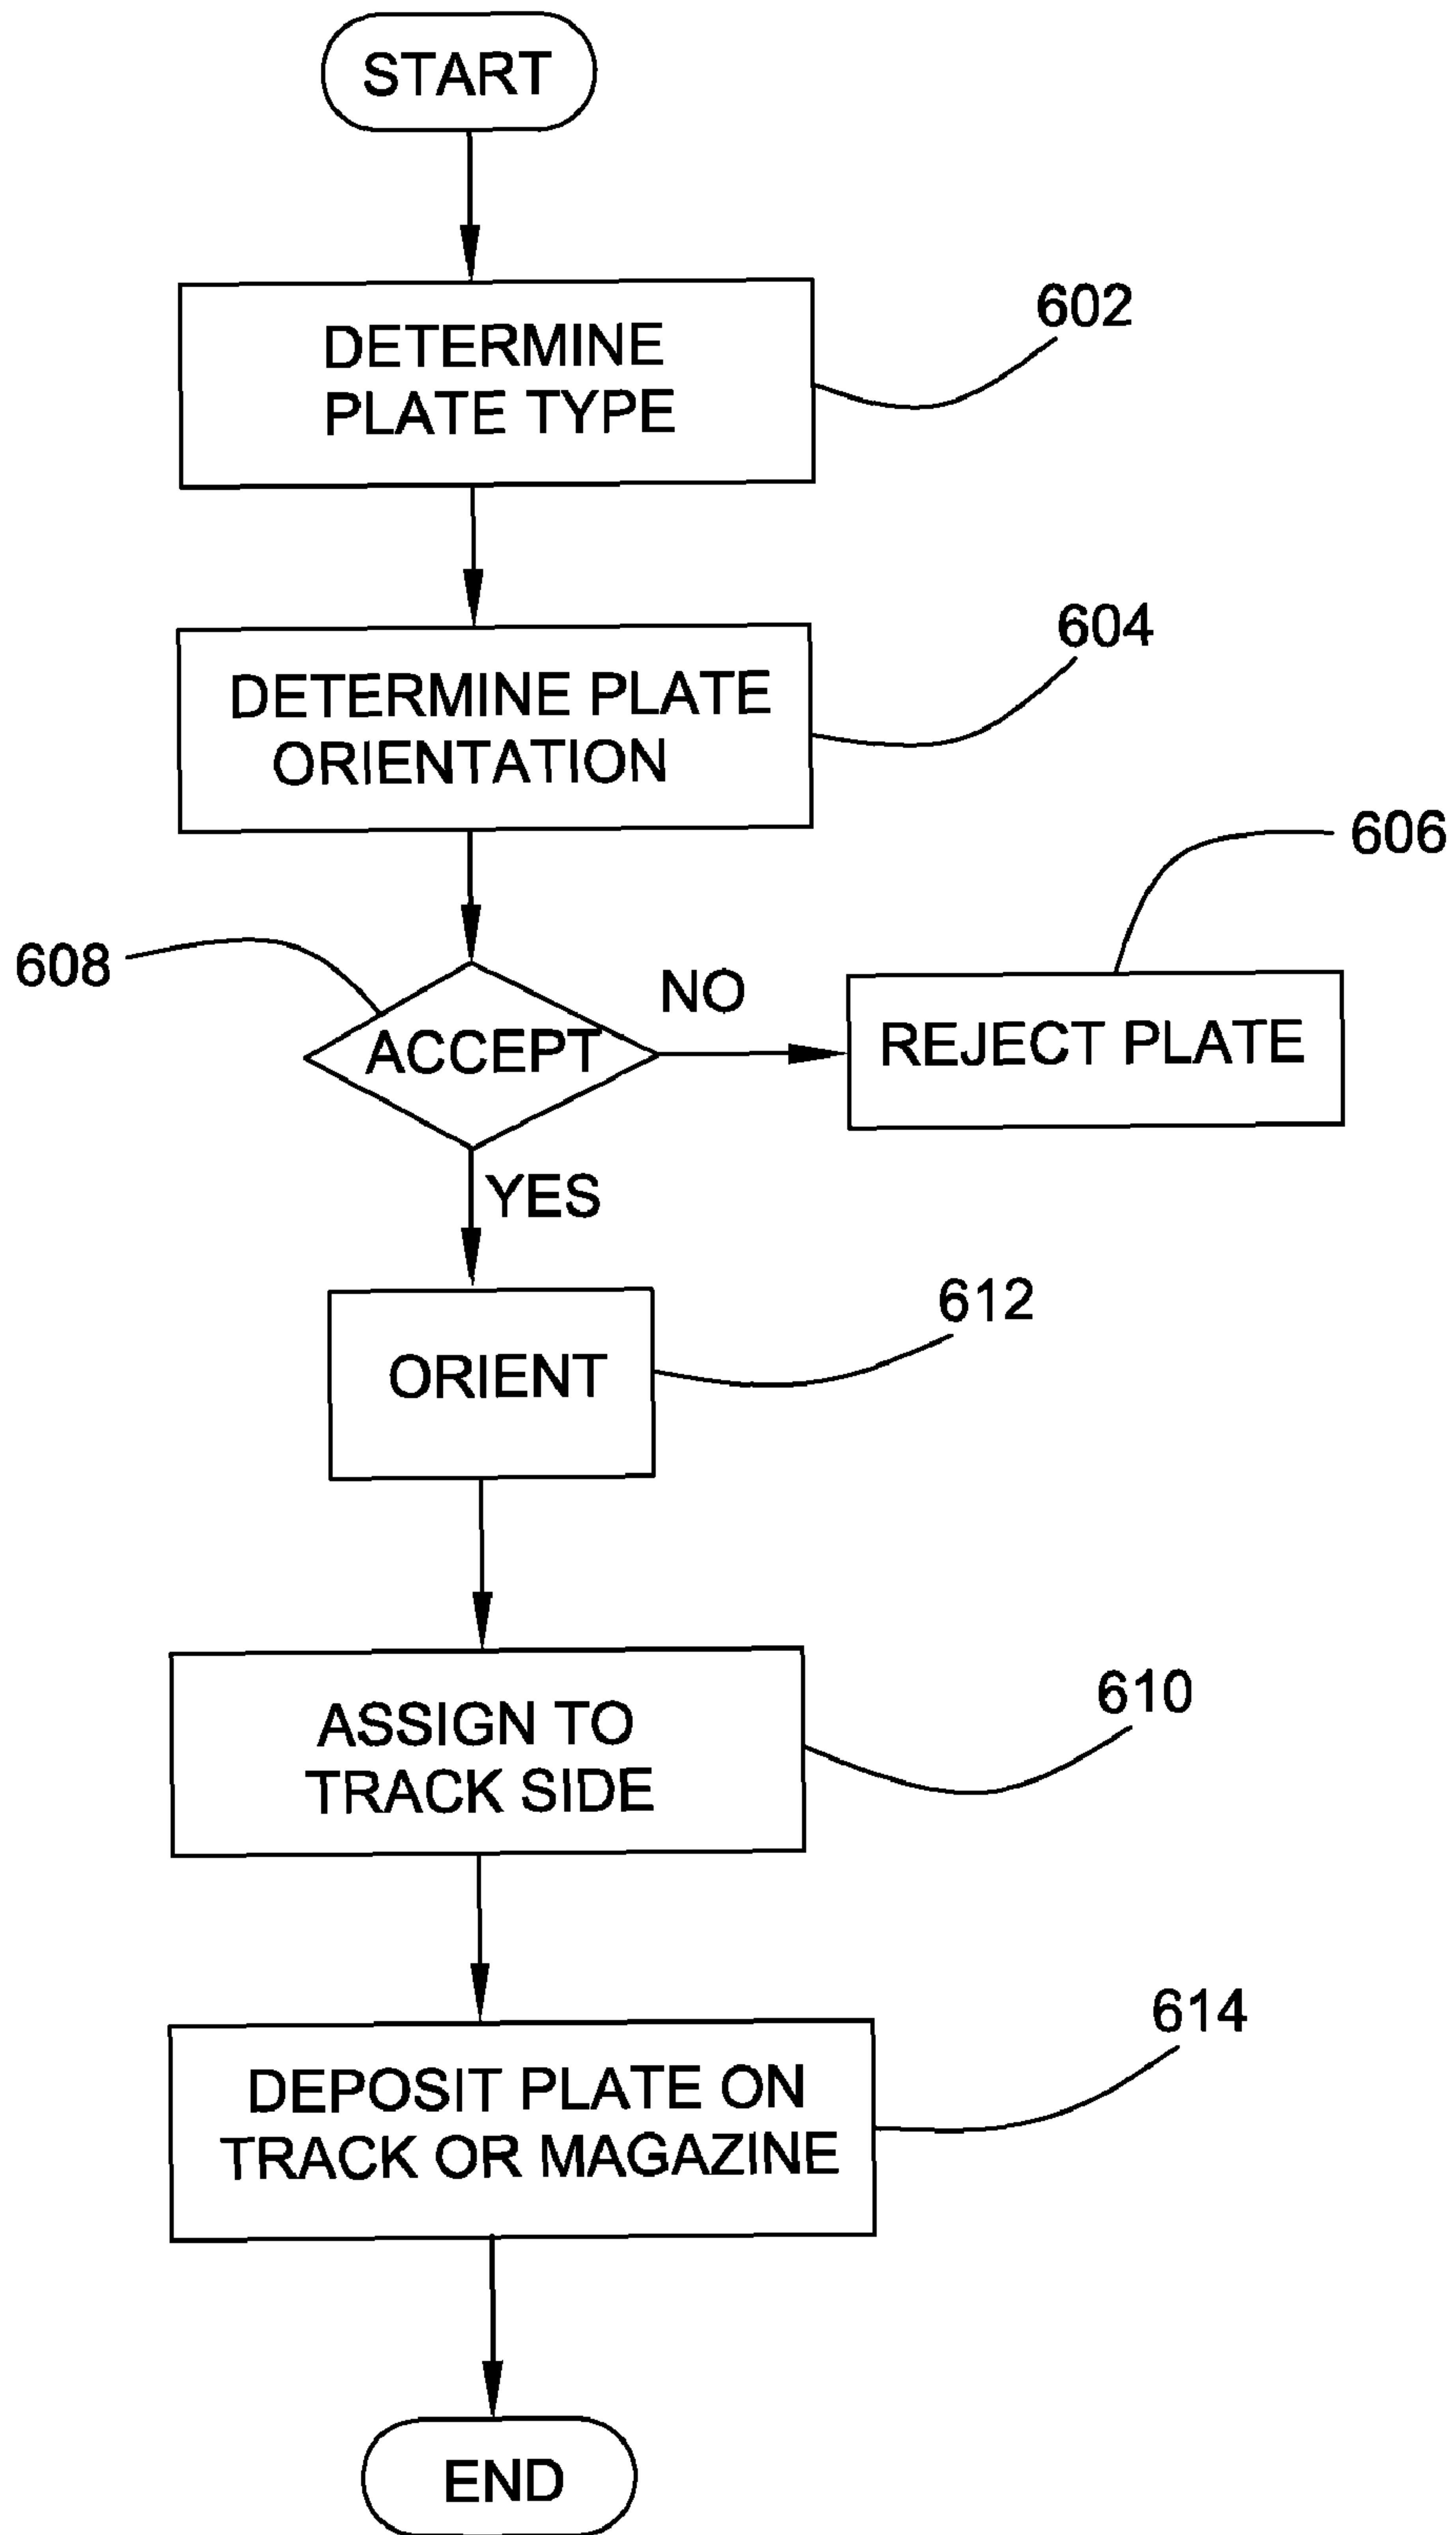 START
DETERMINE
PLATE TYPE
602
DETERMINE PLATE
ORIENTATION
604
606
608
ACCEPT
NO
REJECT PLATE
YES
ORIENT
612
ASSIGN TO
TRACK SIDE
610
DEPOSIT PLATE ON
TRACK OR MAGAZINE
614
END